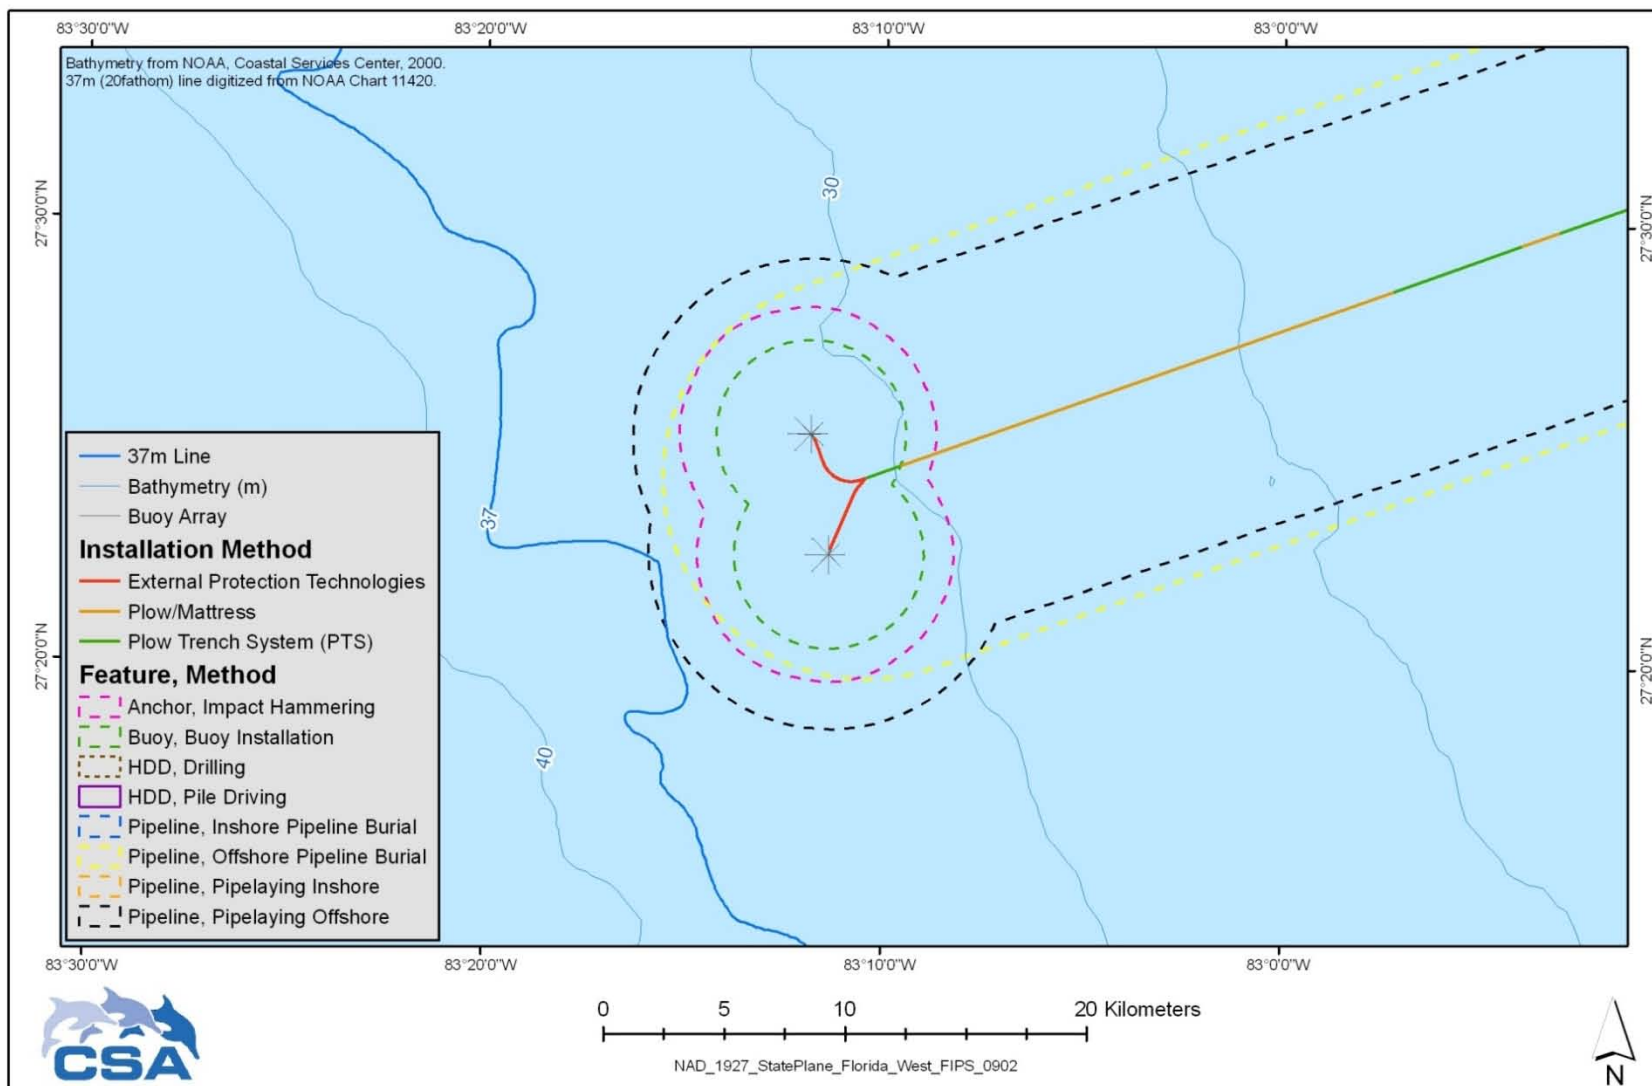 83°30'0"W 83°20'0"W 83°10'0"W 83°0'0"W
Bathymetry from NOAA, Coastal Services Center, 2000.
37m (20fathom) line digitized from NOAA Chart 11420.
30
27°30'0"N
27°30'0"N
37m Line
Bathymetry (m)
Buoy Array
Installation Method
External Protection Technologies
Plow/Mattress
Plow Trench System (PTS)
Feature, Method
Anchor, Impact Hammering
Buoy, Buoy Installation
HDD, Drilling
HDD, Pile Driving
Pipeline, Inshore Pipeline Burial
Pipeline, Offshore Pipeline Burial
Pipeline, Pipelaying Inshore
Pipeline, Pipelaying Offshore
37
27°20'0"N
27°20'0"N
40
83°30'0"W 83°20'0"W 83°10'0"W 83°0'0"W
CSA
0 5 10 20 Kilometers
NAD_1927_StatePlane_Florida_West_FIPS_0902
N